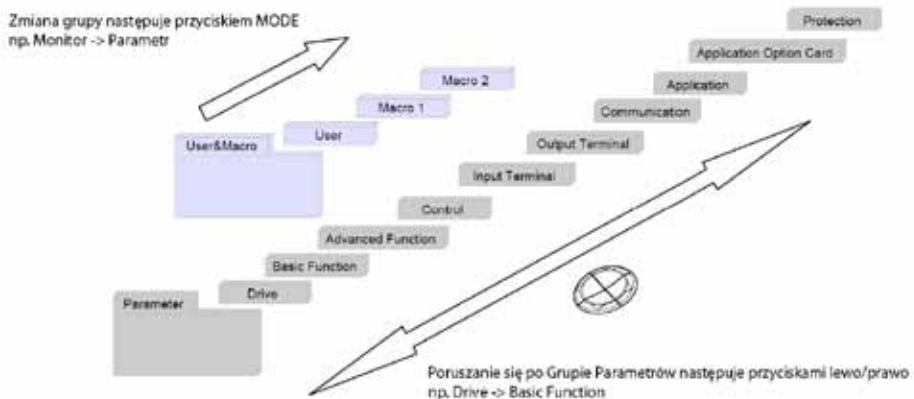 Zmiana grupy następuje przyciskiem MODE
np. Monitor -> Parametr
Protection
Application Option Card
Application
Communication
Output Terminal
Input Terminal
Control
Advanced Function
Basic Function
Drive
Parameter
Macro 2
Macro 1
User
User&Macro
Poruszanie się po Grupie Parametrów następuje przyciskami lewo/prawo
np. Drive -> Basic Function